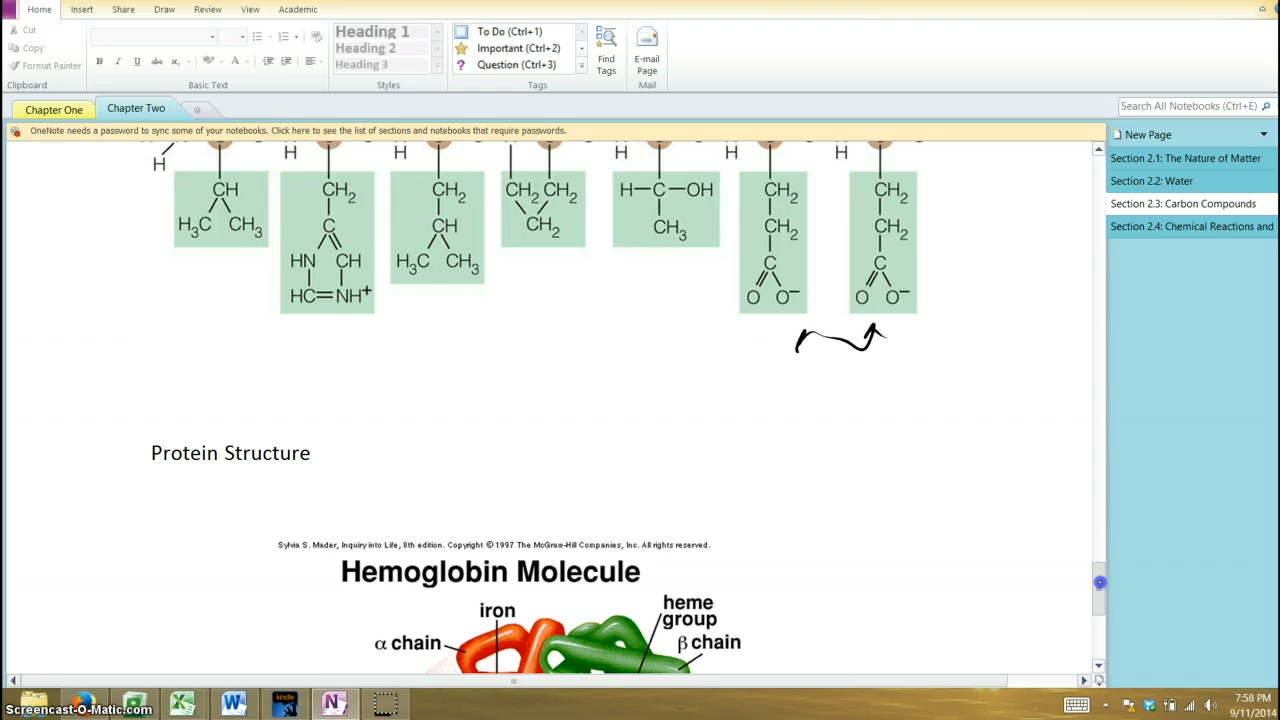 Home Insert Share Draw Review View Academic
Cut
Copy
Format Painter
Clipboard
B I U abc x₂ A
Basic Text
Heading 1
Heading 2
Heading 3
Styles
To Do (Ctrl+1)
Important (Ctrl+2)
Question (Ctrl+3)
Tags
Find
Tags
E-mail
Page
Mail
Chapter One Chapter Two
Search All Notebooks (Ctrl+E)
OneNote needs a password to sync some of your notebooks. Click here to see the list of sections and notebooks that require passwords.
New Page
Section 2.1: The Nature of Matter
Section 2.2: Water
Section 2.3: Carbon Compounds
Section 2.4: Chemical Reactions and
H H H H H H
H
CH CH₂ CH₂ CH₂ CH₂ H—C—OH CH₂ CH₂
H₃C CH₃ C CH CH₂ CH₃ CH₂ CH₂
HN CH H₃C CH₃ C C
HC=NH+ O O⁻ O O⁻
Protein Structure
Sylvia S. Mader, Inquiry into Life, 8th edition. Copyright © 1997 The McGraw-Hill Companies, Inc. All rights reserved.
Hemoglobin Molecule
iron
heme
group
α chain
β chain
kindle
Screencast-O-Matic.com
7:58 PM
9/11/2014